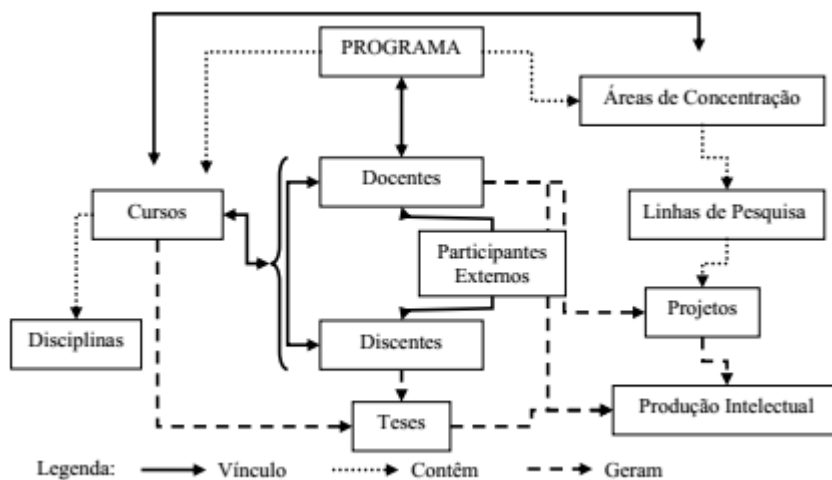 PROGRAMA
Áreas de Concentração
Docentes
Cursos
Linhas de Pesquisa
Participantes
Externos
Projetos
Disciplinas
Discentes
Produção Intelectual
Teses
Legenda: Vínculo Contêm Geram